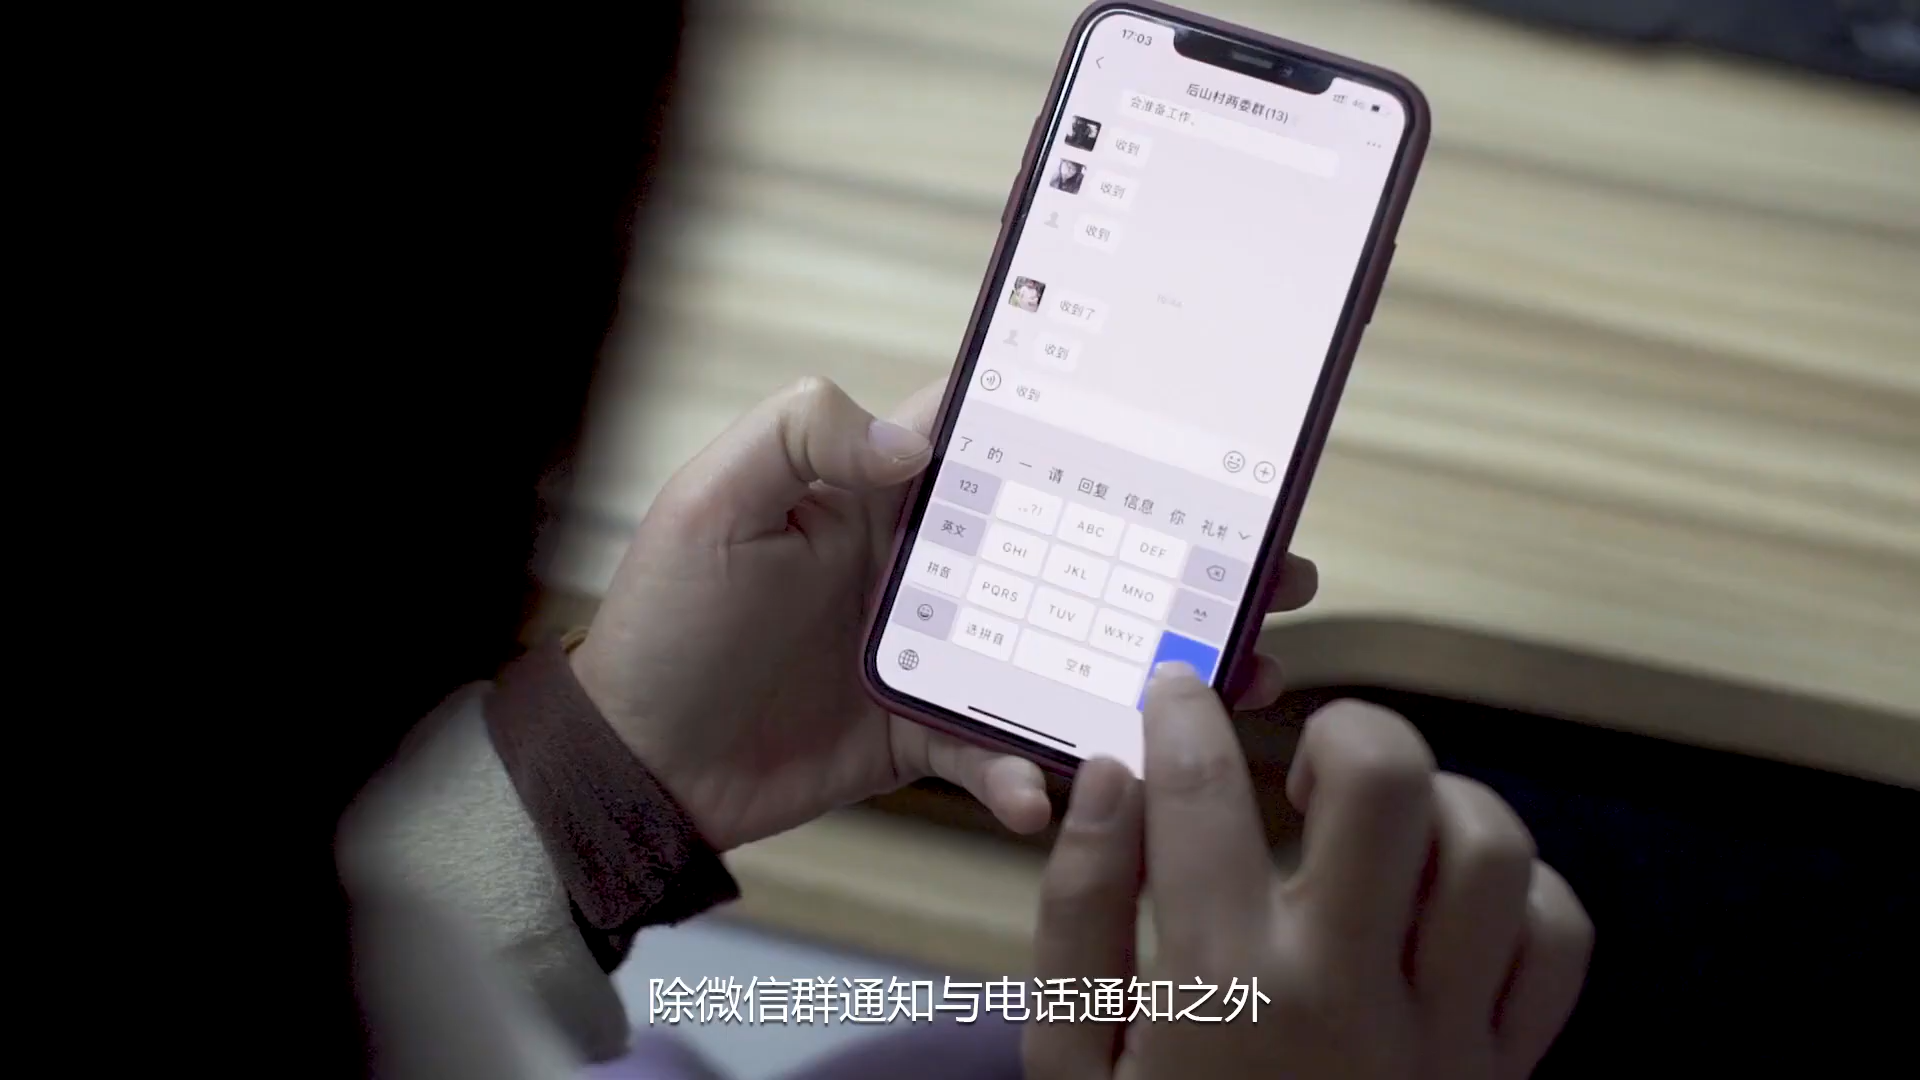 17:03
4G
后山村两委群(13)
会准备工作。
收到
收到
收到
收到了
收到
收到
了 的 一 请 回复 信息 你
123 .,?! ABC DEF
英文 GHI JKL MNO ^^
拼音 PQRS TUV WXYZ
选拼音 空格
除微信群通知与电话通知之外